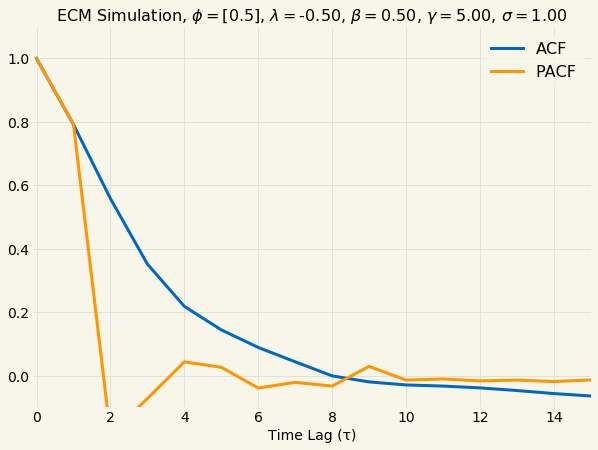 ECM Simulation, ϕ = [0.5], λ = -0.50, β = 0.50, γ = 5.00, σ = 1.00
ACF
PACF
1.0
0.8
0.6
0.4
0.2
0.0
0 2 4 6 8 10 12 14
Time Lag (τ)